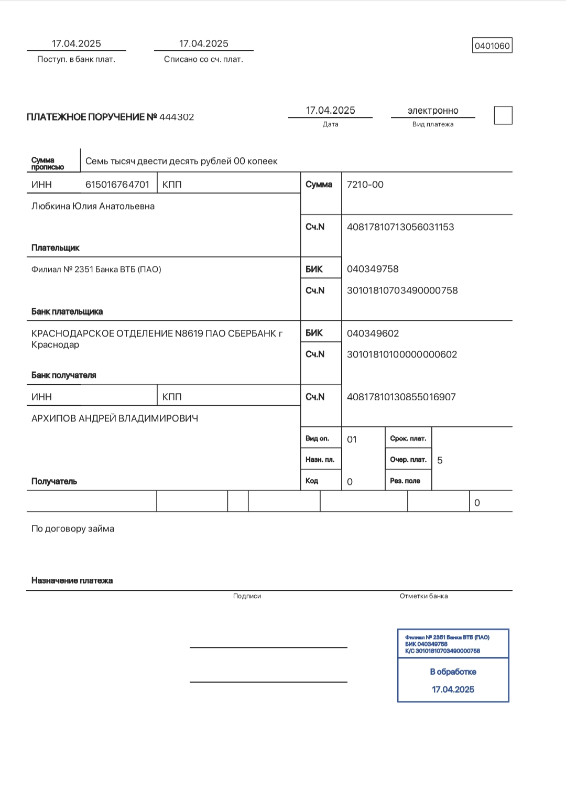 17.04.2025 17.04.2025 0401060
Поступ. в банк плат. Списано со сч. плат.
17.04.2025 электронно
ПЛАТЕЖНОЕ ПОРУЧЕНИЕ № 444302
Дата Вид платежа
Сумма прописью Семь тысяч двести десять рублей 00 копеек
ИНН 615016764701 КПП Сумма 7210-00
Любкина Юлия Анатольевна
Сч.N 40817810713056031153
Плательщик
Филиал № 2351 Банка ВТБ (ПАО) БИК 040349758
Сч.N 30101810703490000758
Банк плательщика
КРАСНОДАРСКОЕ ОТДЕЛЕНИЕ N8619 ПАО СБЕРБАНК г БИК 040349602
Краснодар
Сч.N 30101810100000000602
Банк получателя
ИНН КПП Сч.N 40817810130855016907
АРХИПОВ АНДРЕЙ ВЛАДИМИРОВИЧ
Вид оп. 01 Срок. плат.
Назн. пл. Очер. плат. 5
Получатель Код 0 Рез. поле
0
По договору займа
Назначение платежа
Подписи Отметки банка
Филиал № 2351 Банка ВТБ (ПАО)
БИК 040349758
К/С 30101810703490000758
В обработке
17.04.2025